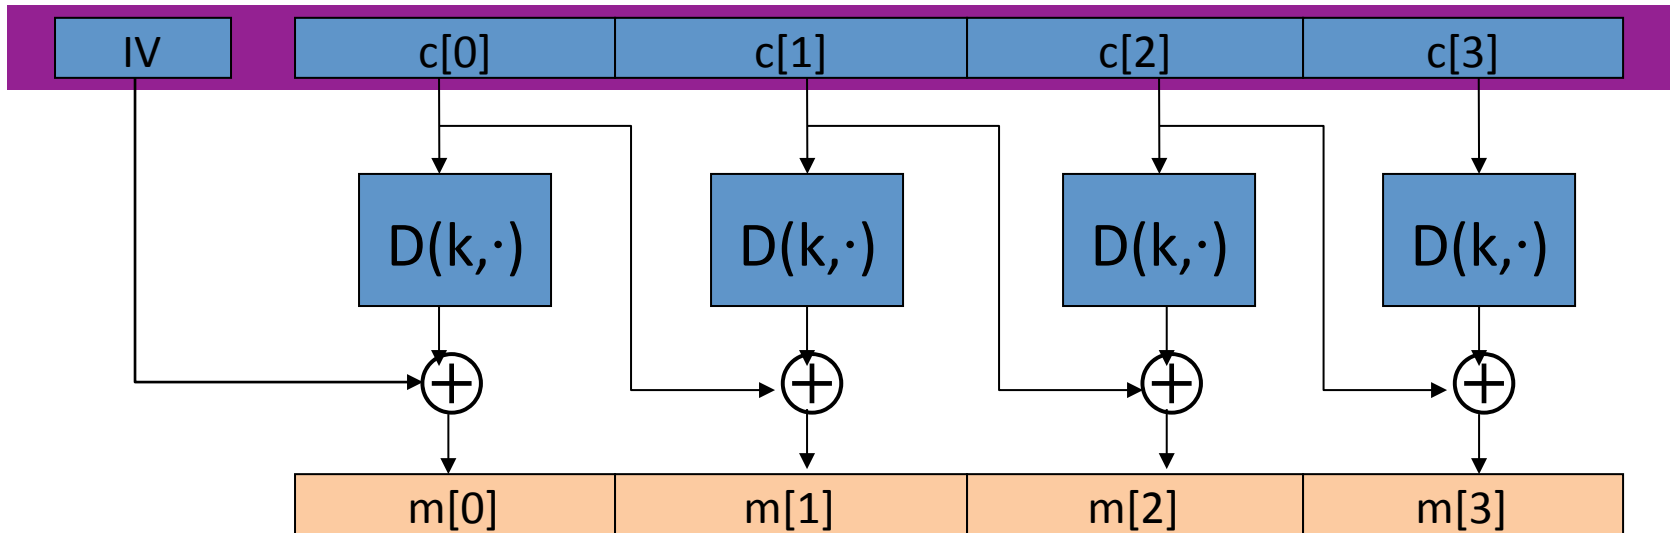 IV c[0] c[1] c[2] c[3]
D(k,·) D(k,·) D(k,·) D(k,·)
m[0] m[1] m[2] m[3]